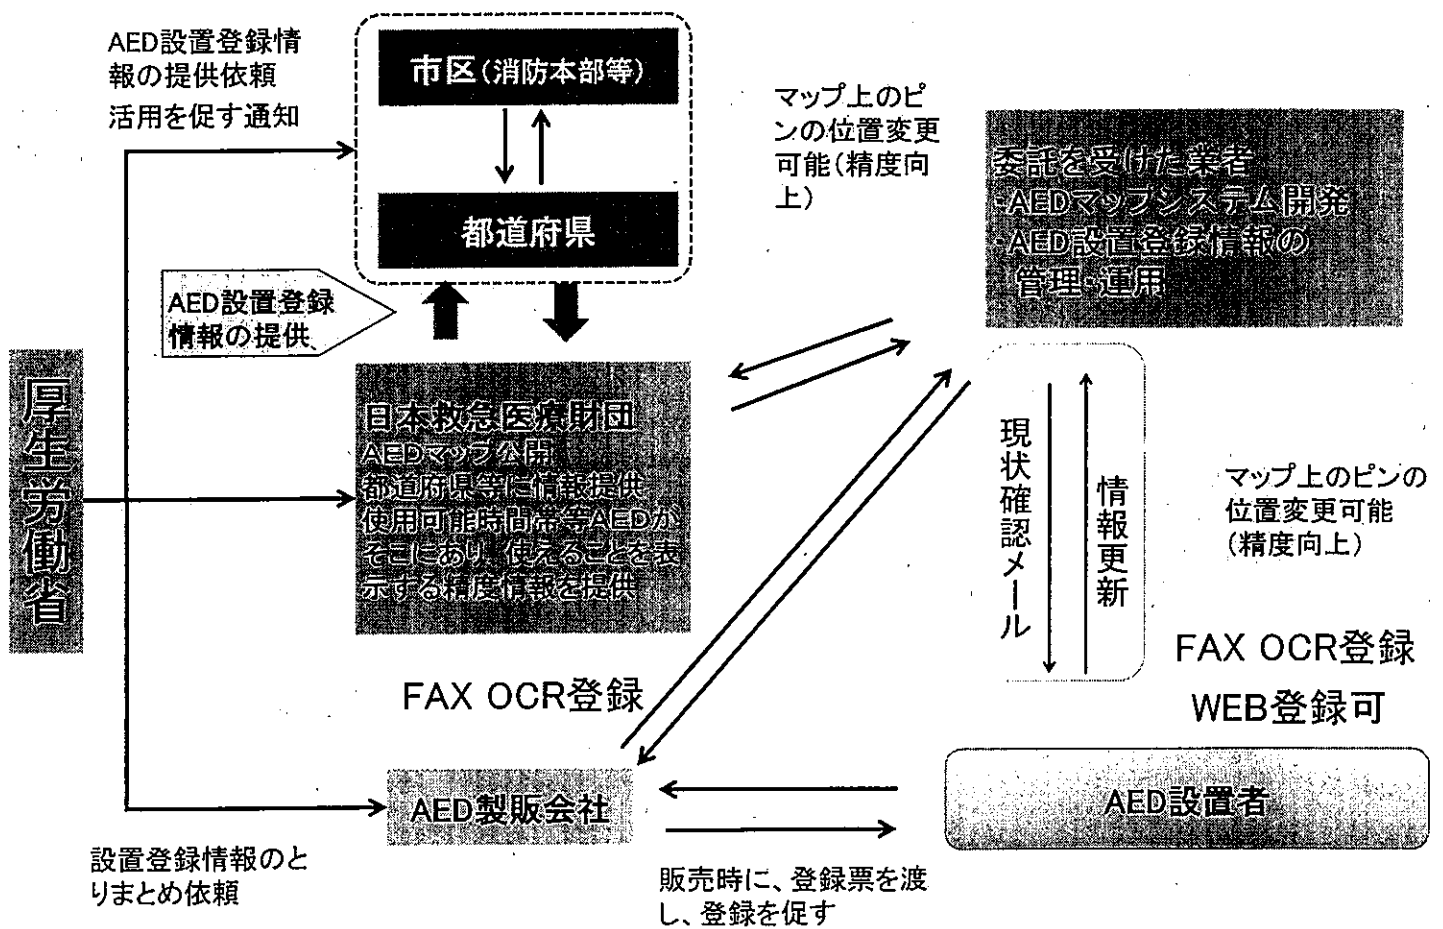 AED設置登録情
報の提供依頼
活用を促す通知
市区(消防本部等)
都道府県
マップ上のピ
ンの位置変更
可能(精度向
上)
委託を受けた業者
・AEDマップシステム開発
・AED設置登録情報の
管理・運用
AED設置登録
情報の提供
厚生労働省
日本救急医療財団
AEDマップ公開
都道府県等に情報提供
使用可能時間帯等AEDが
そこにあり、使えることを表
示する精度情報を提供
現状確認メール
情報更新
マップ上のピンの
位置変更可能
(精度向上)
FAX OCR登録
FAX OCR登録
WEB登録可
AED製販会社
AED設置者
設置登録情報のと
りまとめ依頼
販売時に、登録票を渡
し、登録を促す